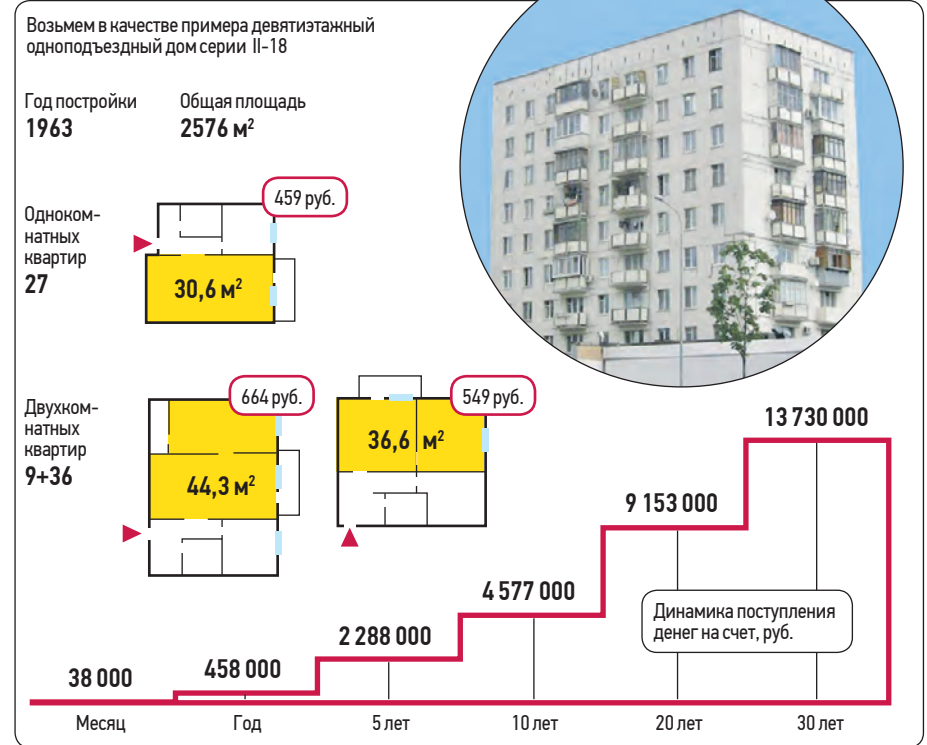 Возьмем в качестве примера девятиэтажный
одноподъездный дом серии II-18
Год постройки
1963
Общая площадь
2576 м²
Одноком-
натных
квартир
27
459 руб.
30,6 м²
Двухком-
натных
квартир
9+36
664 руб.
44,3 м²
549 руб.
36,6 м²
38 000
458 000
2 288 000
4 577 000
9 153 000
13 730 000
Динамика поступления
денег на счет, руб.
Месяц
Год
5 лет
10 лет
20 лет
30 лет